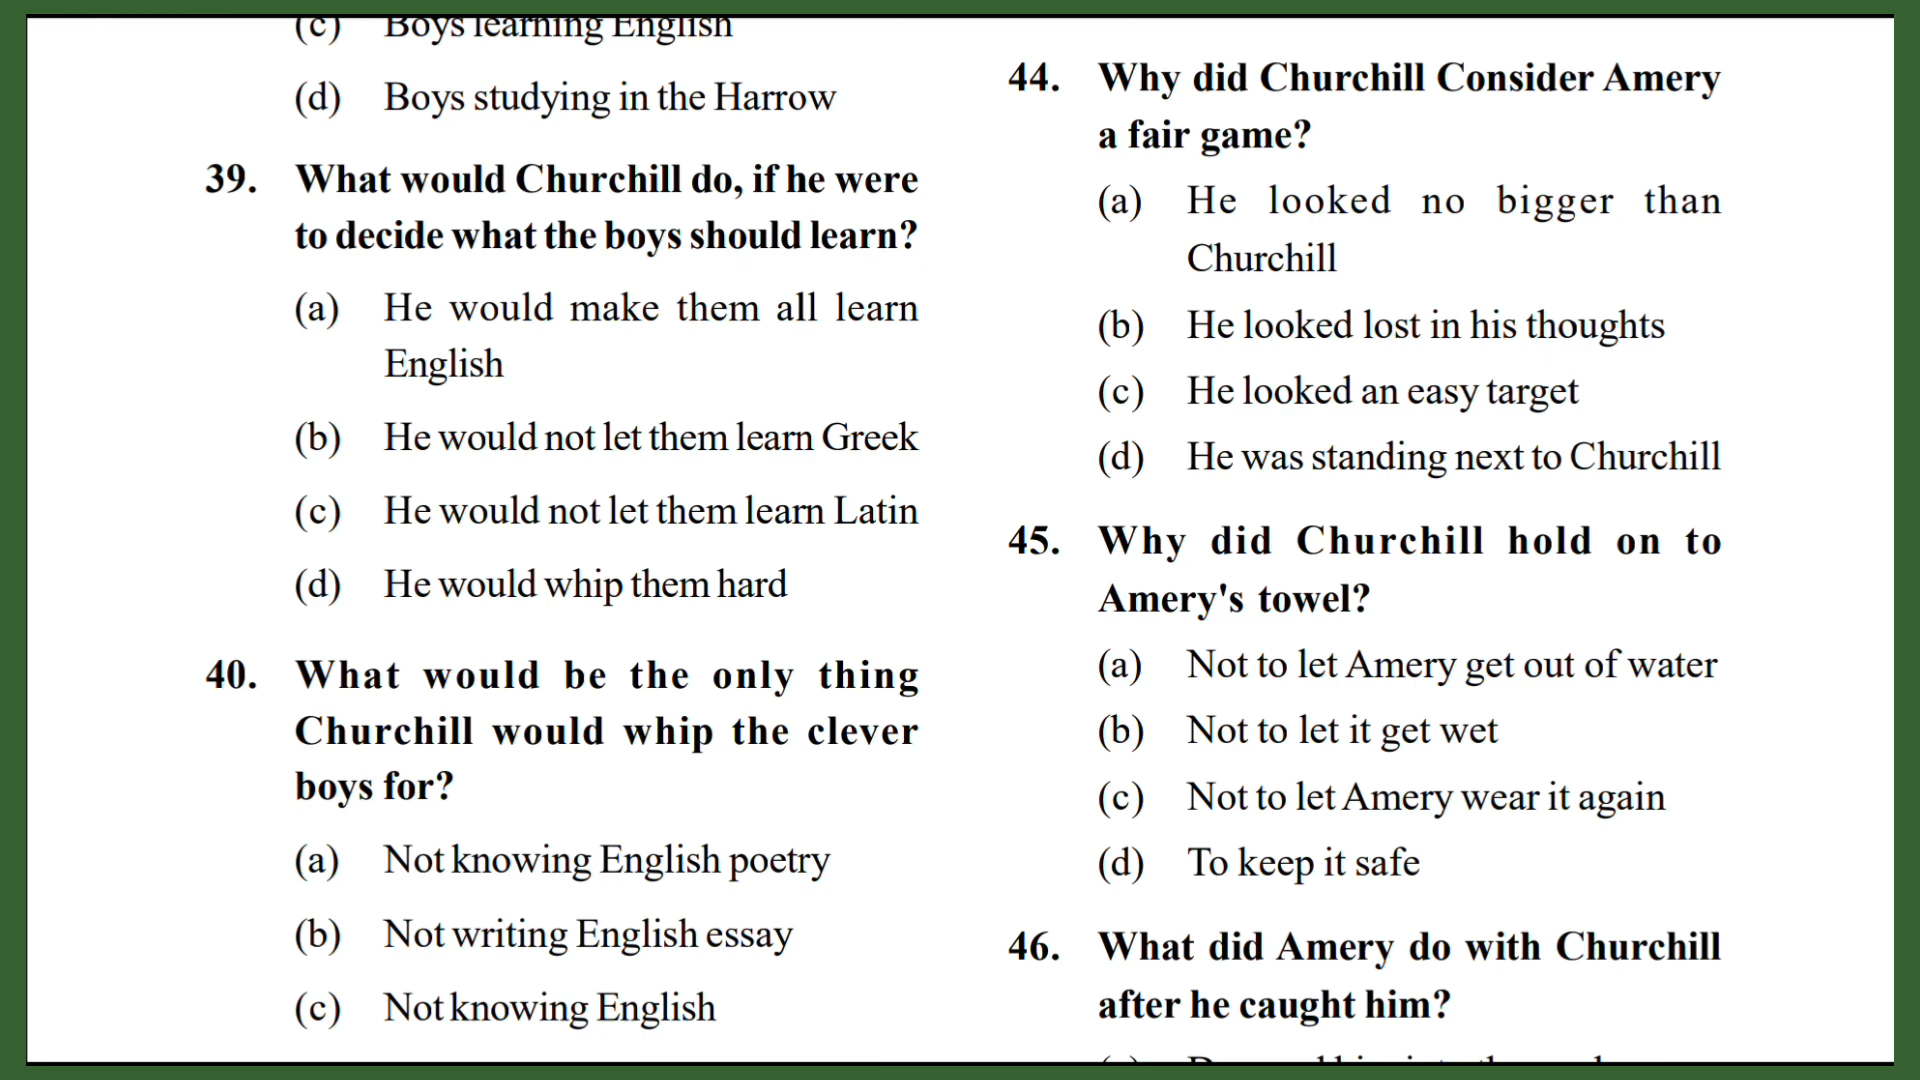 (c) Boys learning English
(d) Boys studying in the Harrow
39. What would Churchill do, if he were
to decide what the boys should learn?
(a) He would make them all learn
English
(b) He would not let them learn Greek
(c) He would not let them learn Latin
(d) He would whip them hard
40. What would be the only thing
Churchill would whip the clever
boys for?
(a) Not knowing English poetry
(b) Not writing English essay
(c) Not knowing English
44. Why did Churchill Consider Amery
a fair game?
(a) He looked no bigger than
Churchill
(b) He looked lost in his thoughts
(c) He looked an easy target
(d) He was standing next to Churchill
45. Why did Churchill hold on to
Amery's towel?
(a) Not to let Amery get out of water
(b) Not to let it get wet
(c) Not to let Amery wear it again
(d) To keep it safe
46. What did Amery do with Churchill
after he caught him?